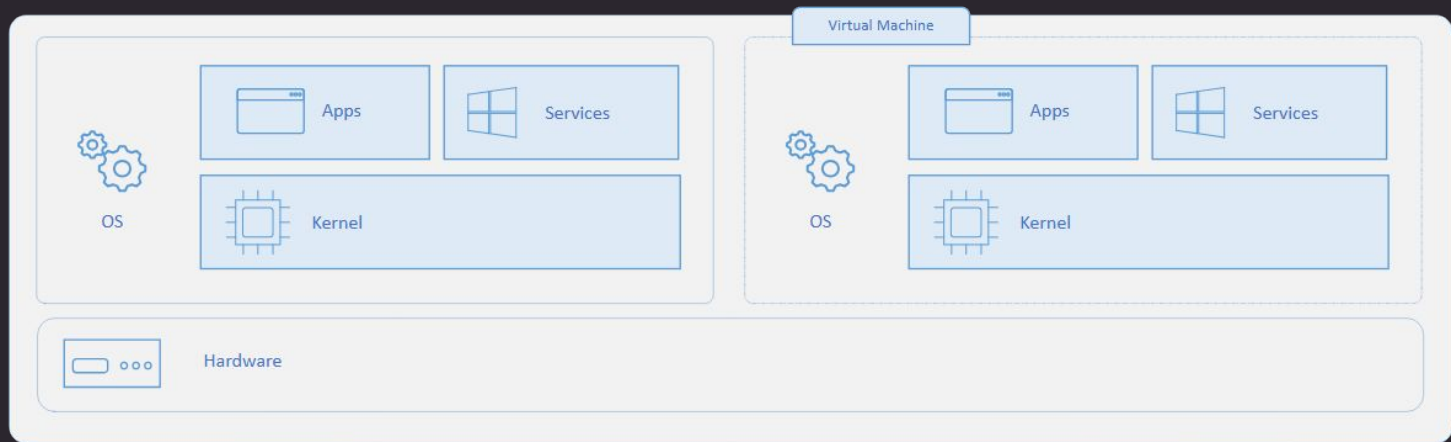 Virtual Machine
Apps
Services
OS
Kernel
Apps
Services
OS
Kernel
Hardware